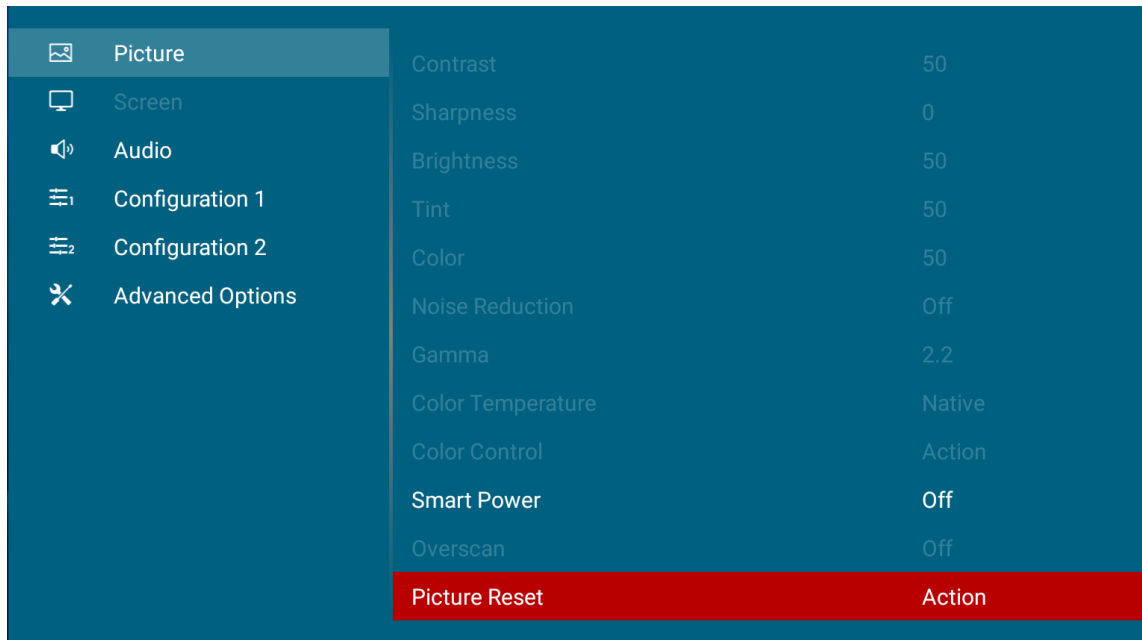 Picture
Screen
Audio
Configuration 1
Configuration 2
Advanced Options
Contrast 50
Sharpness 0
Brightness 50
Tint 50
Color 50
Noise Reduction Off
Gamma 2.2
Color Temperature Native
Color Control Action
Smart Power Off
Overscan Off
Picture Reset Action